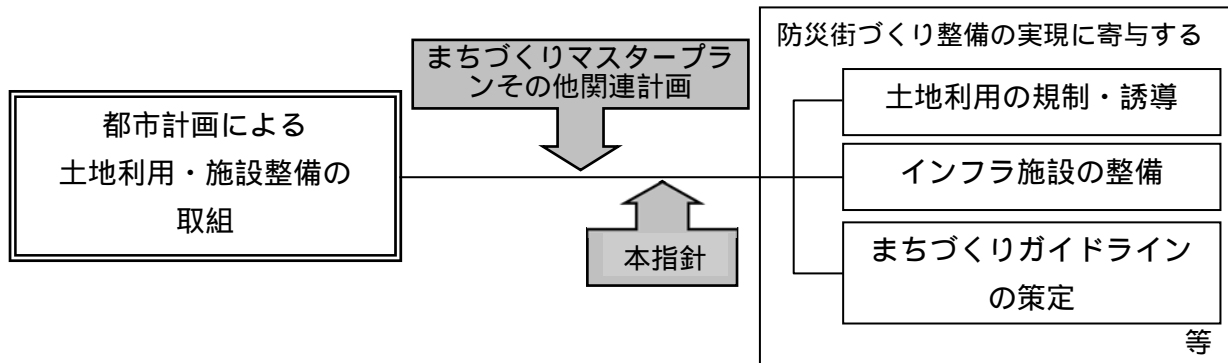 都市計画による
土地利用・施設整備の
取組
まちづくりマスタープラ
ンその他関連計画
本指針
防災街づくり整備の実現に寄与する
土地利用の規制・誘導
インフラ施設の整備
まちづくりガイドライン
の策定
等